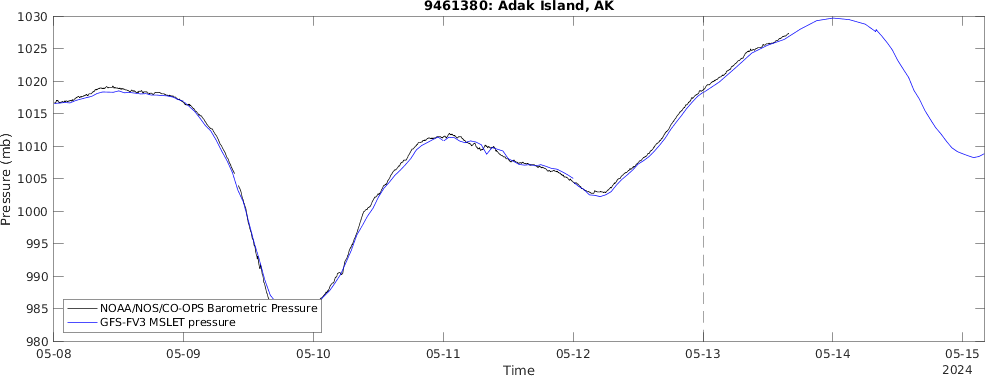 9461380: Adak Island, AK
Pressure (mb)
1030
1025
1020
1015
1010
1005
1000
995
990
985
980
NOAA/NOS/CO-OPS Barometric Pressure
GFS-FV3 MSLET pressure
05-08 05-09 05-10 05-11 05-12 05-13 05-14 05-15
Time
2024